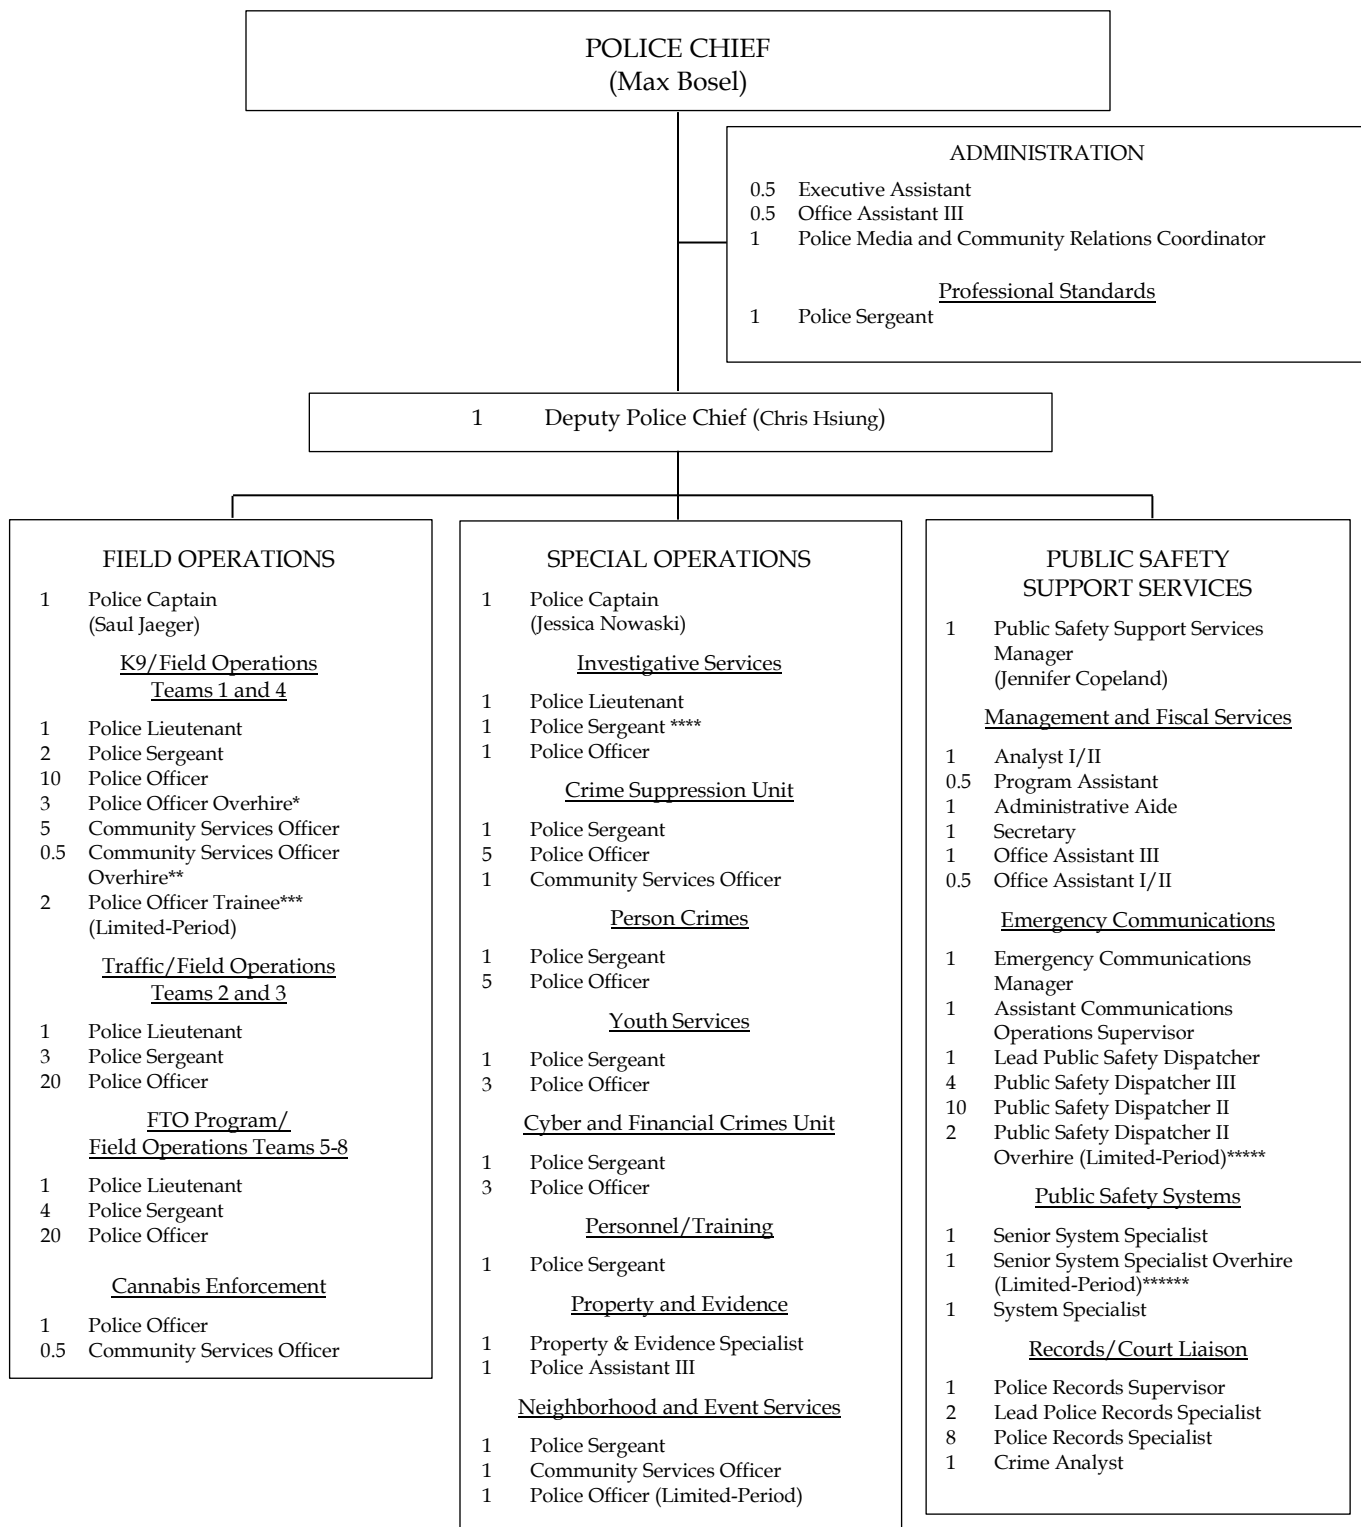 POLICE CHIEF
(Max Bosel)
ADMINISTRATION
0.5 Executive Assistant
0.5 Office Assistant III
1 Police Media and Community Relations Coordinator
Professional Standards
1 Police Sergeant
1 Deputy Police Chief (Chris Hsiung)
FIELD OPERATIONS
1 Police Captain
(Saul Jaeger)
K9/Field Operations
Teams 1 and 4
1 Police Lieutenant
2 Police Sergeant
10 Police Officer
3 Police Officer Overhire*
5 Community Services Officer
0.5 Community Services Officer
Overhire**
2 Police Officer Trainee***
(Limited-Period)
Traffic/Field Operations
Teams 2 and 3
1 Police Lieutenant
3 Police Sergeant
20 Police Officer
FTO Program/
Field Operations Teams 5-8
1 Police Lieutenant
4 Police Sergeant
20 Police Officer
Cannabis Enforcement
1 Police Officer
0.5 Community Services Officer
SPECIAL OPERATIONS
1 Police Captain
(Jessica Nowaski)
Investigative Services
1 Police Lieutenant
1 Police Sergeant ****
1 Police Officer
Crime Suppression Unit
1 Police Sergeant
5 Police Officer
1 Community Services Officer
Person Crimes
1 Police Sergeant
5 Police Officer
Youth Services
1 Police Sergeant
3 Police Officer
Cyber and Financial Crimes Unit
1 Police Sergeant
3 Police Officer
Personnel/Training
1 Police Sergeant
Property and Evidence
1 Property & Evidence Specialist
1 Police Assistant III
Neighborhood and Event Services
1 Police Sergeant
1 Community Services Officer
1 Police Officer (Limited-Period)
PUBLIC SAFETY
SUPPORT SERVICES
1 Public Safety Support Services
Manager
(Jennifer Copeland)
Management and Fiscal Services
1 Analyst I/II
0.5 Program Assistant
1 Administrative Aide
1 Secretary
1 Office Assistant III
0.5 Office Assistant I/II
Emergency Communications
1 Emergency Communications
Manager
1 Assistant Communications
Operations Supervisor
1 Lead Public Safety Dispatcher
4 Public Safety Dispatcher III
10 Public Safety Dispatcher II
2 Public Safety Dispatcher II
Overhire (Limited-Period)*****
Public Safety Systems
1 Senior System Specialist
1 Senior System Specialist Overhire
(Limited-Period)******
1 System Specialist
Records/Court Liaison
1 Police Records Supervisor
2 Lead Police Records Specialist
8 Police Records Specialist
1 Crime Analyst